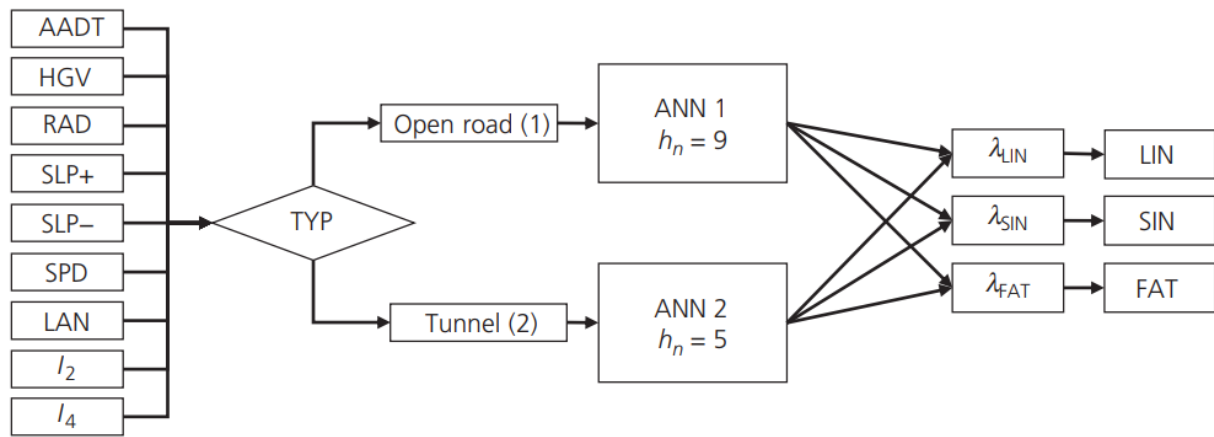 AADT
HGV
RAD
SLP+
SLP−
SPD
LAN
I2
I4
TYP
Open road (1)
Tunnel (2)
ANN 1
hn = 9
ANN 2
hn = 5
λLIN
λSIN
λFAT
LIN
SIN
FAT